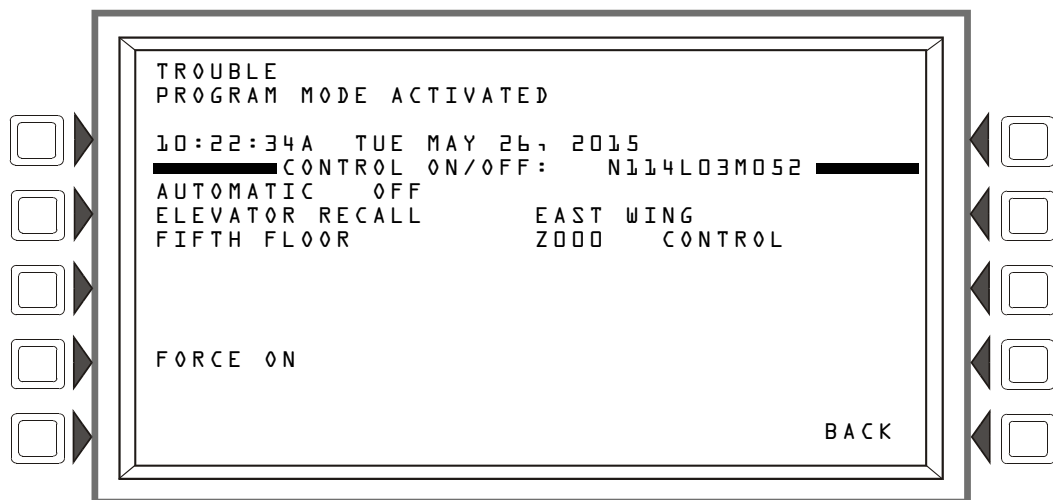 TROUBLE
PROGRAM MODE ACTIVATED
10:22:34A TUE MAY 26, 2015
CONTROL ON/OFF: N114L03M052
AUTOMATIC OFF
ELEVATOR RECALL EAST WING
FIFTH FLOOR Z000 CONTROL
FORCE ON
BACK